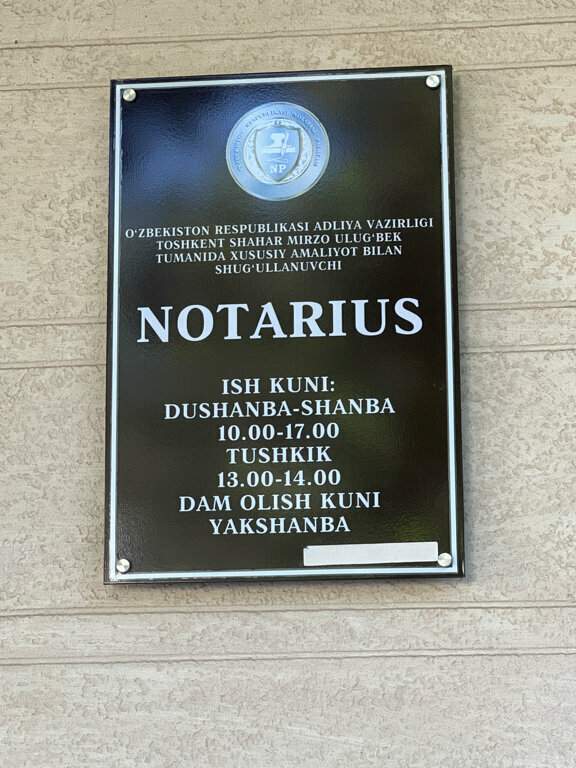 NP
O‘ZBEKISTON RESPUBLIKASI ADLIYA VAZIRLIGI
TOSHKENT SHAHAR MIRZO ULUG‘BEK
TUMANIDA XUSUSIY AMALIYOT BILAN
SHUG‘ULLANUVCHI
NOTARIUS
ISH KUNI:
DUSHANBA-SHANBA
10.00-17.00
TUSHKIK
13.00-14.00
DAM OLISH KUNI
YAKSHANBA